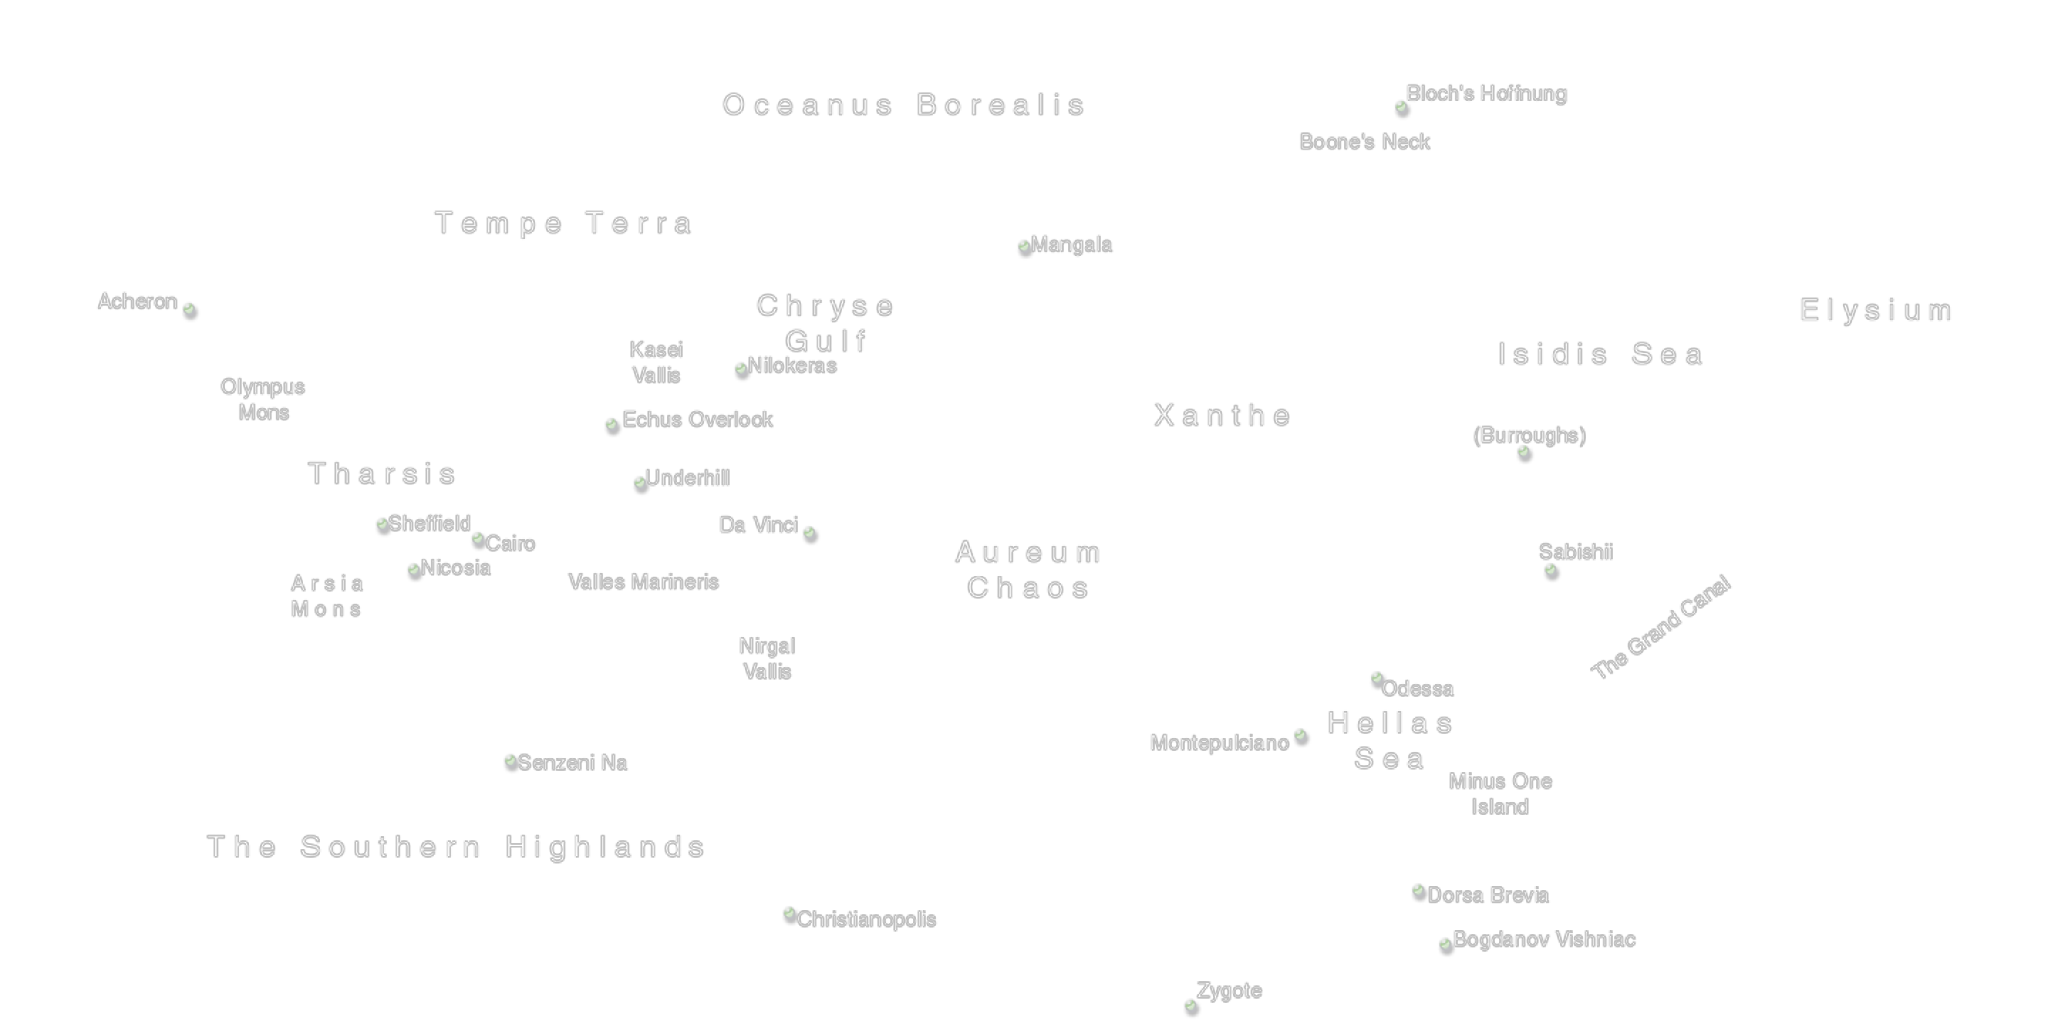 Bloch's Hoffnung
Oceanus Borealis
Boone's Neck
Tempe Terra
Mangala
Acheron
Chryse
Gulf
Elysium
Kasei
Vallis
Isidis Sea
Nilokeras
Olympus
Mons
Echus Overlook
Xanthe
(Burroughs)
Tharsis
Underhill
Sheffield
Da Vinci
Cairo
Aureum
Chaos
Sabishii
Nicosia
Arsia
Mons
Valles Marineris
The Grand Canal
Nirgal
Vallis
Odessa
Hellas
Sea
Montepulciano
Senzeni Na
Minus One
Island
The Southern Highlands
Dorsa Brevia
Christianopolis
Bogdanov Vishniac
Zygote